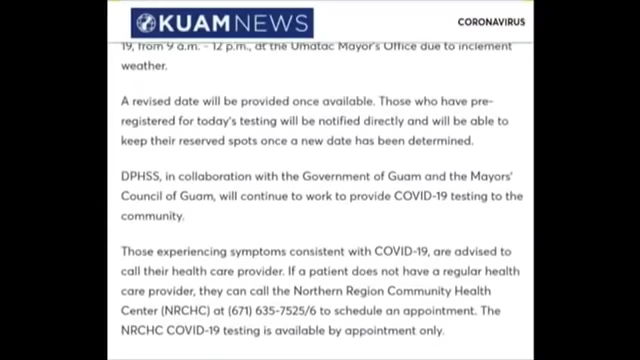 KUAMNEWS
CORONAVIRUS
19, from 9 a.m. - 12 p.m., at the Umatac Mayor's Office due to inclement
weather.
A revised date will be provided once available. Those who have pre-
registered for today's testing will be notified directly and will be able to
keep their reserved spots once a new date has been determined.
DPHSS, in collaboration with the Government of Guam and the Mayors'
Council of Guam, will continue to work to provide COVID-19 testing to the
community.
Those experiencing symptoms consistent with COVID-19, are advised to
call their health care provider. If a patient does not have a regular health
care provider, they can call the Northern Region Community Health
Center (NRCHC) at (671) 635-7525/6 to schedule an appointment. The
NRCHC COVID-19 testing is available by appointment only.